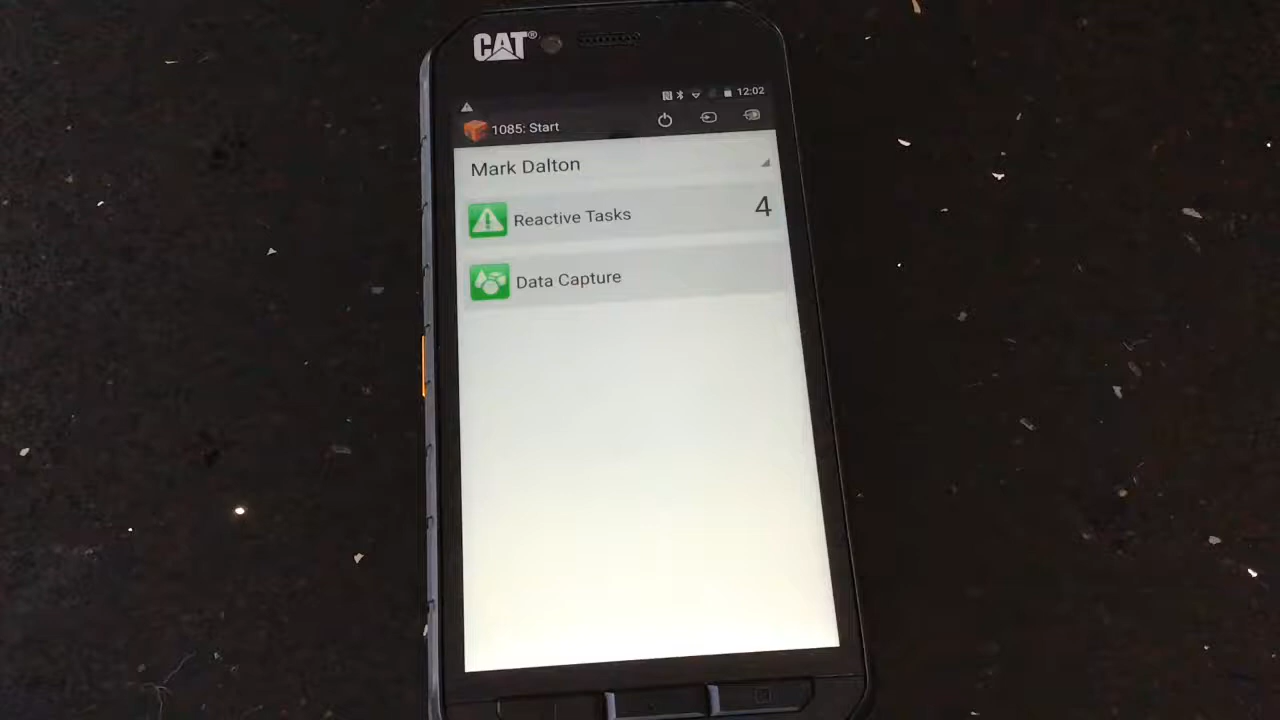 CAT®
12:02
1085: Start
Mark Dalton
Reactive Tasks 4
Data Capture